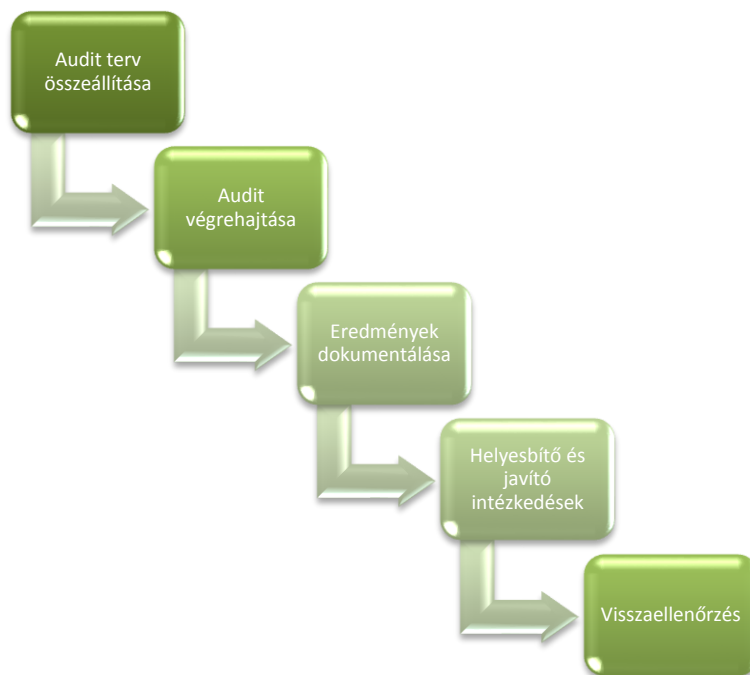 Audit terv
összeállítása
Audit
végrehajtása
Eredmények
dokumentálása
Helyesbítő és
javító
intézkedések
Visszaellenőrzés